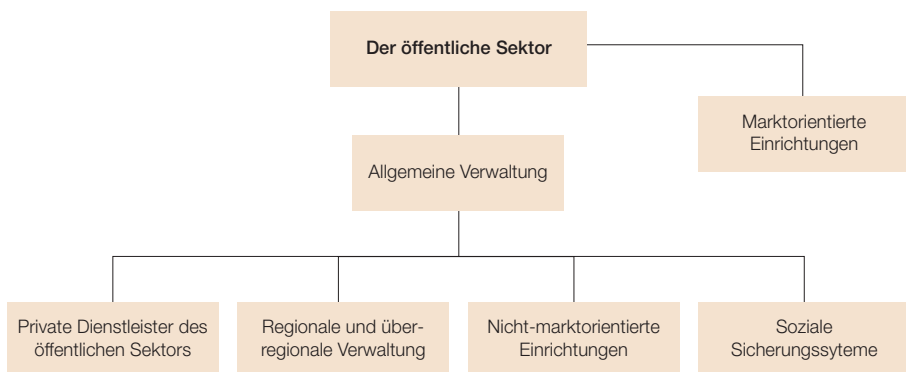 Der öffentliche Sektor
Marktorientierte
Einrichtungen
Allgemeine Verwaltung
Private Dienstleister des
öffentlichen Sektors
Regionale und über-
regionale Verwaltung
Nicht-marktorientierte
Einrichtungen
Soziale
Sicherungssyteme